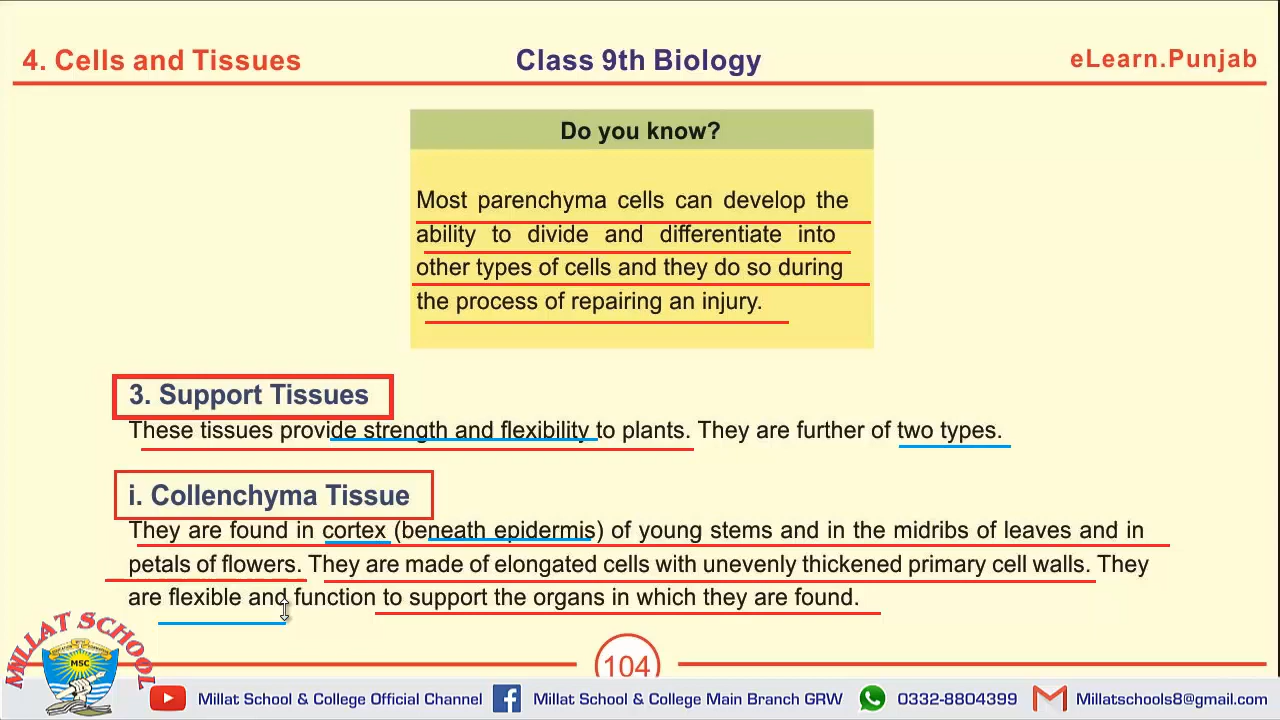 4. Cells and Tissues
Class 9th Biology
eLearn.Punjab
Do you know?
Most parenchyma cells can develop the
ability to divide and differentiate into
other types of cells and they do so during
the process of repairing an injury.
3. Support Tissues
These tissues provide strength and flexibility to plants. They are further of two types.
i. Collenchyma Tissue
They are found in cortex (beneath epidermis) of young stems and in the midribs of leaves and in
petals of flowers. They are made of elongated cells with unevenly thickened primary cell walls. They
are flexible and function to support the organs in which they are found.
104
MILLAT SCHOOL
MSC
Millat School & College Official Channel
Millat School & College Main Branch GRW
0332-8804399
Millatschools8@gmail.com